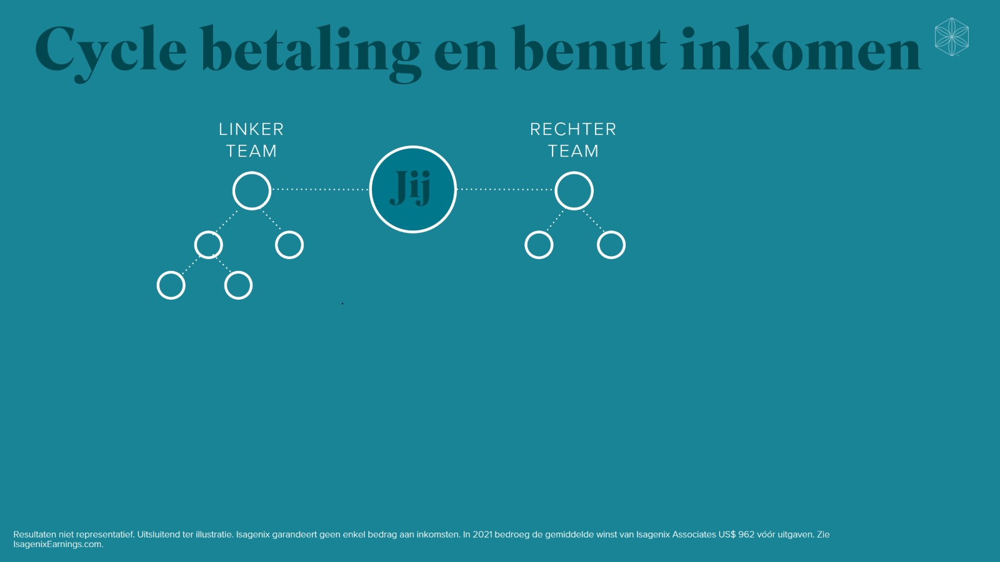 Cycle betaling en benut inkomen
LINKER
TEAM
RECHTER
TEAM
Jij
Resultaten niet representatief. Uitsluitend ter illustratie. Isagenix garandeert geen enkel bedrag aan inkomsten. In 2021 bedroeg de gemiddelde winst van Isagenix Associates US$ 962 vóór uitgaven. Zie
IsagenixEarnings.com.